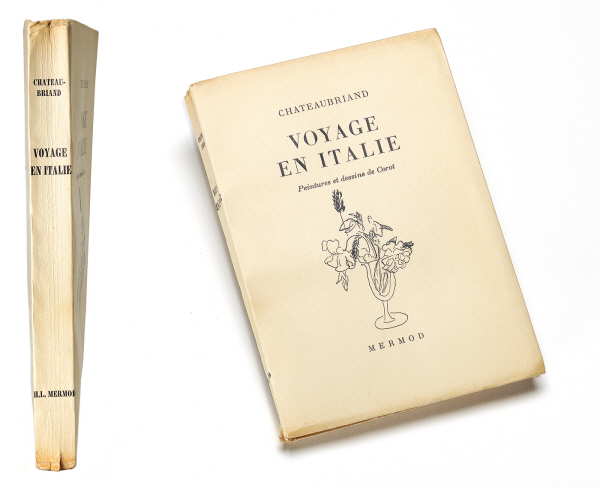 CHATEAU-
BRIAND
VOYAGE
EN ITALIE
H.L. MERMOD
CHATEAUBRIAND
VOYAGE
EN ITALIE
Peintures et dessins de Corot
MERMOD